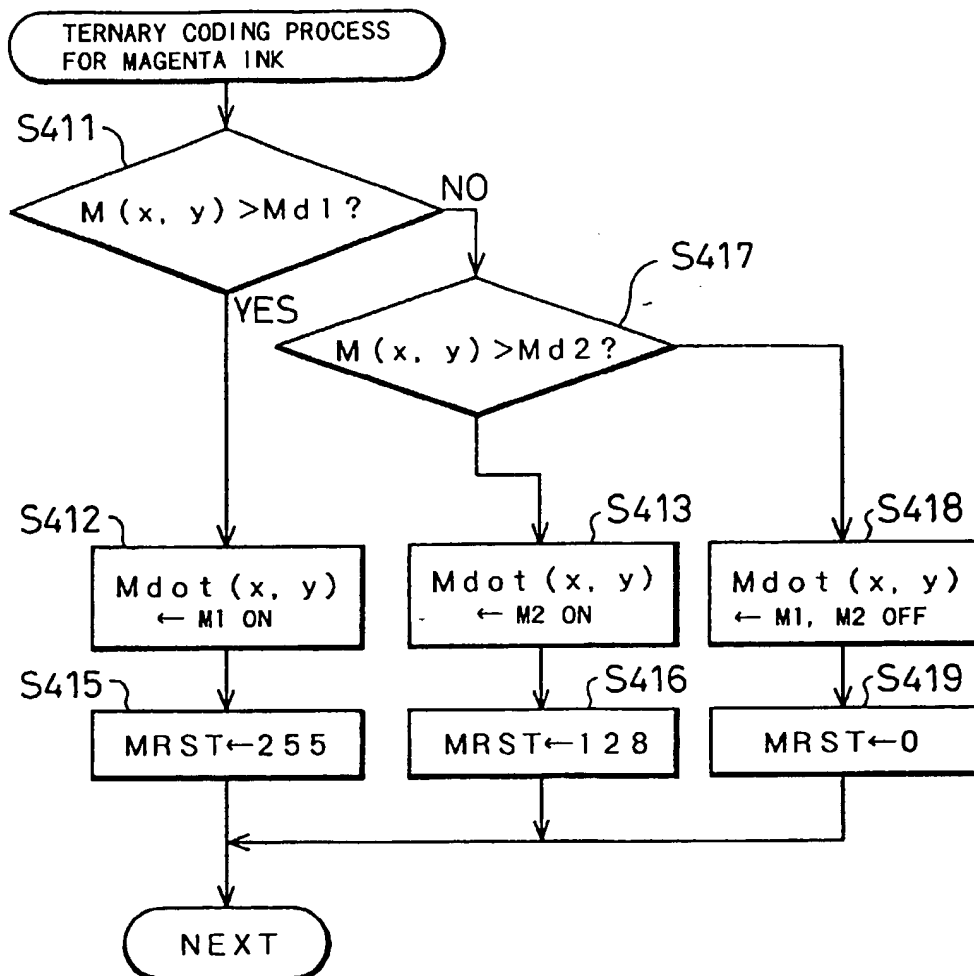 TERNARY CODING PROCESS
FOR MAGENTA INK
S411
M(x, y)>Md1?
NO
YES
S417
M(x, y)>Md2?
S412
Mdot(x, y)
← M1 ON
S413
Mdot(x, y)
← M2 ON
S418
Mdot(x, y)
← M1, M2 OFF
S415
MRST←255
S416
MRST←128
S419
MRST←0
NEXT